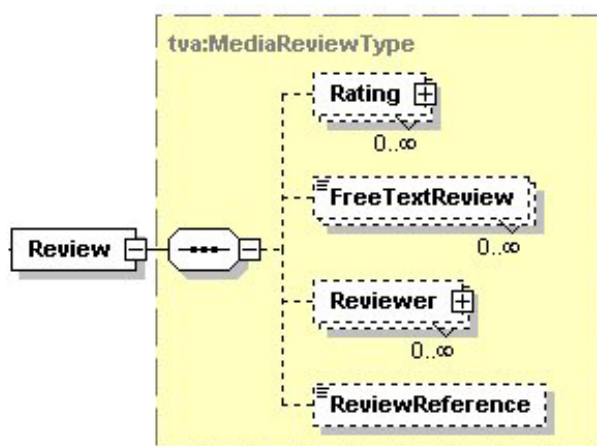 tva:MediaReviewType
Rating
0..∞
FreeTextReview
0..∞
Review
Reviewer
0..∞
ReviewReference